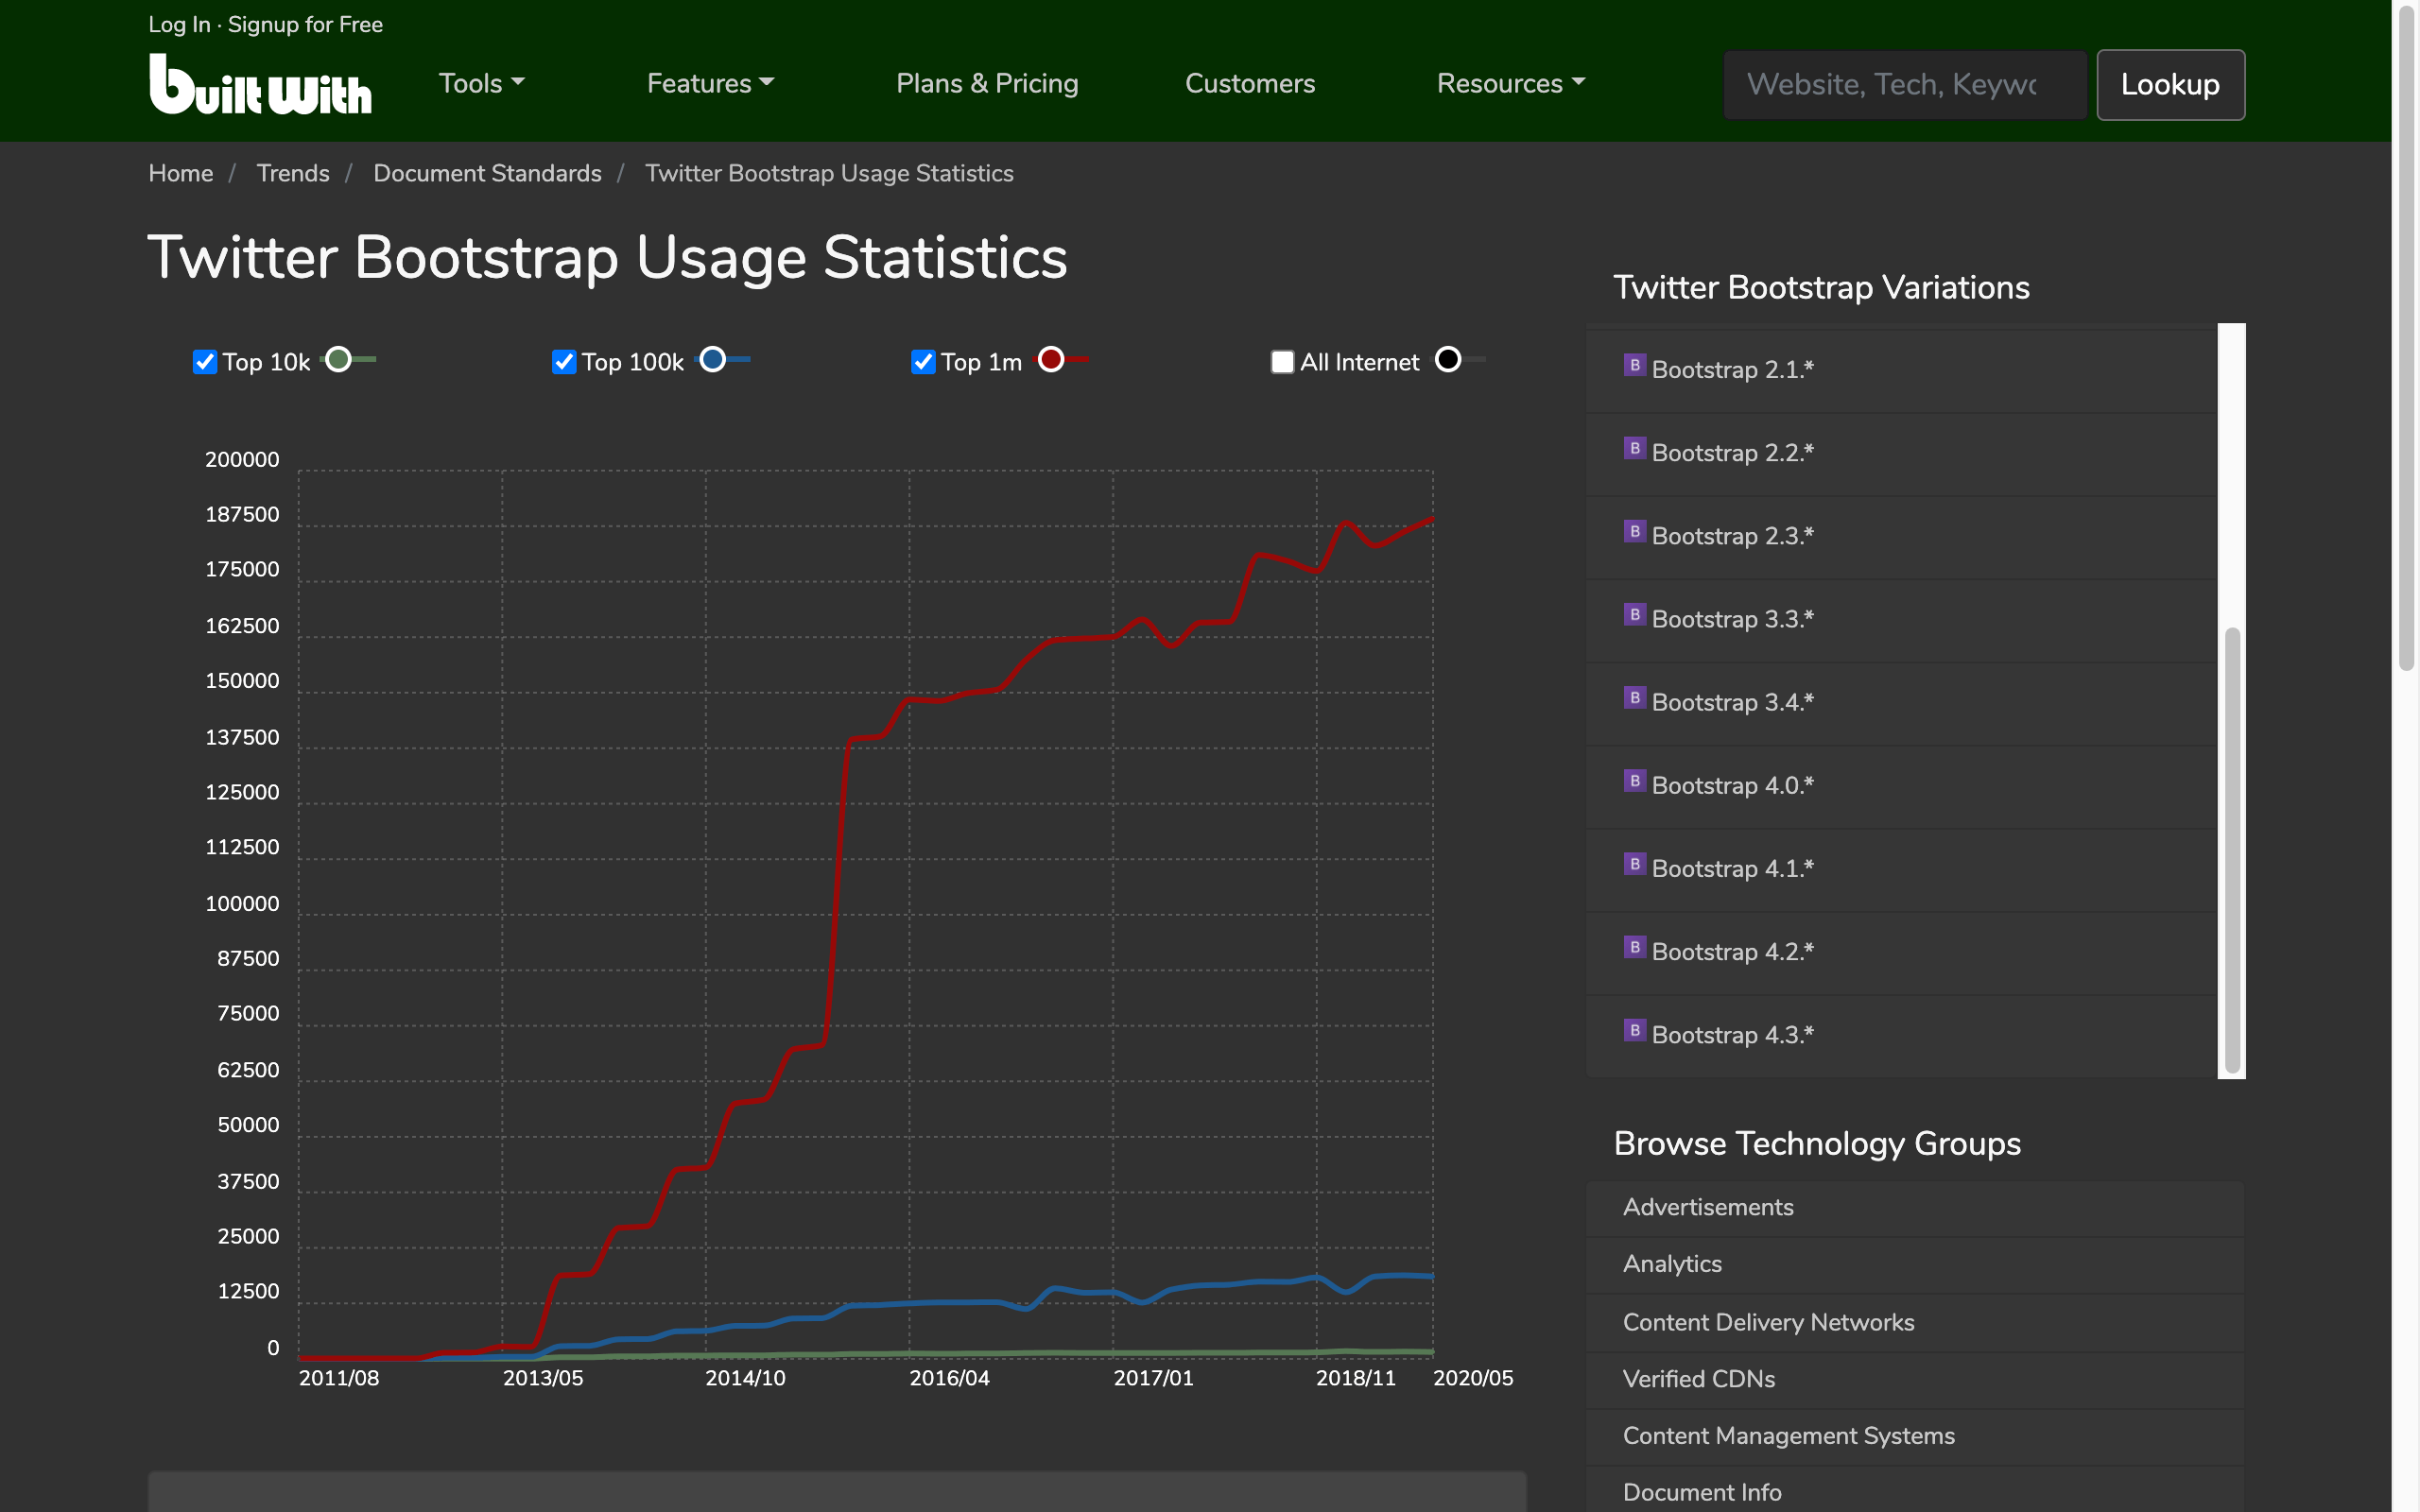 Log In · Signup for Free
builtwith
Tools
Features
Plans & Pricing
Customers
Resources
Website, Tech, Keywo
Lookup
Home / Trends / Document Standards / Twitter Bootstrap Usage Statistics
Twitter Bootstrap Usage Statistics
Top 10k
Top 100k
Top 1m
All Internet
200000
187500
175000
162500
150000
137500
125000
112500
100000
87500
75000
62500
50000
37500
25000
12500
0
2011/08
2013/05
2014/10
2016/04
2017/01
2018/11
2020/05
Twitter Bootstrap Variations
B Bootstrap 2.1.*
B Bootstrap 2.2.*
B Bootstrap 2.3.*
B Bootstrap 3.3.*
B Bootstrap 3.4.*
B Bootstrap 4.0.*
B Bootstrap 4.1.*
B Bootstrap 4.2.*
B Bootstrap 4.3.*
Browse Technology Groups
Advertisements
Analytics
Content Delivery Networks
Verified CDNs
Content Management Systems
Document Info